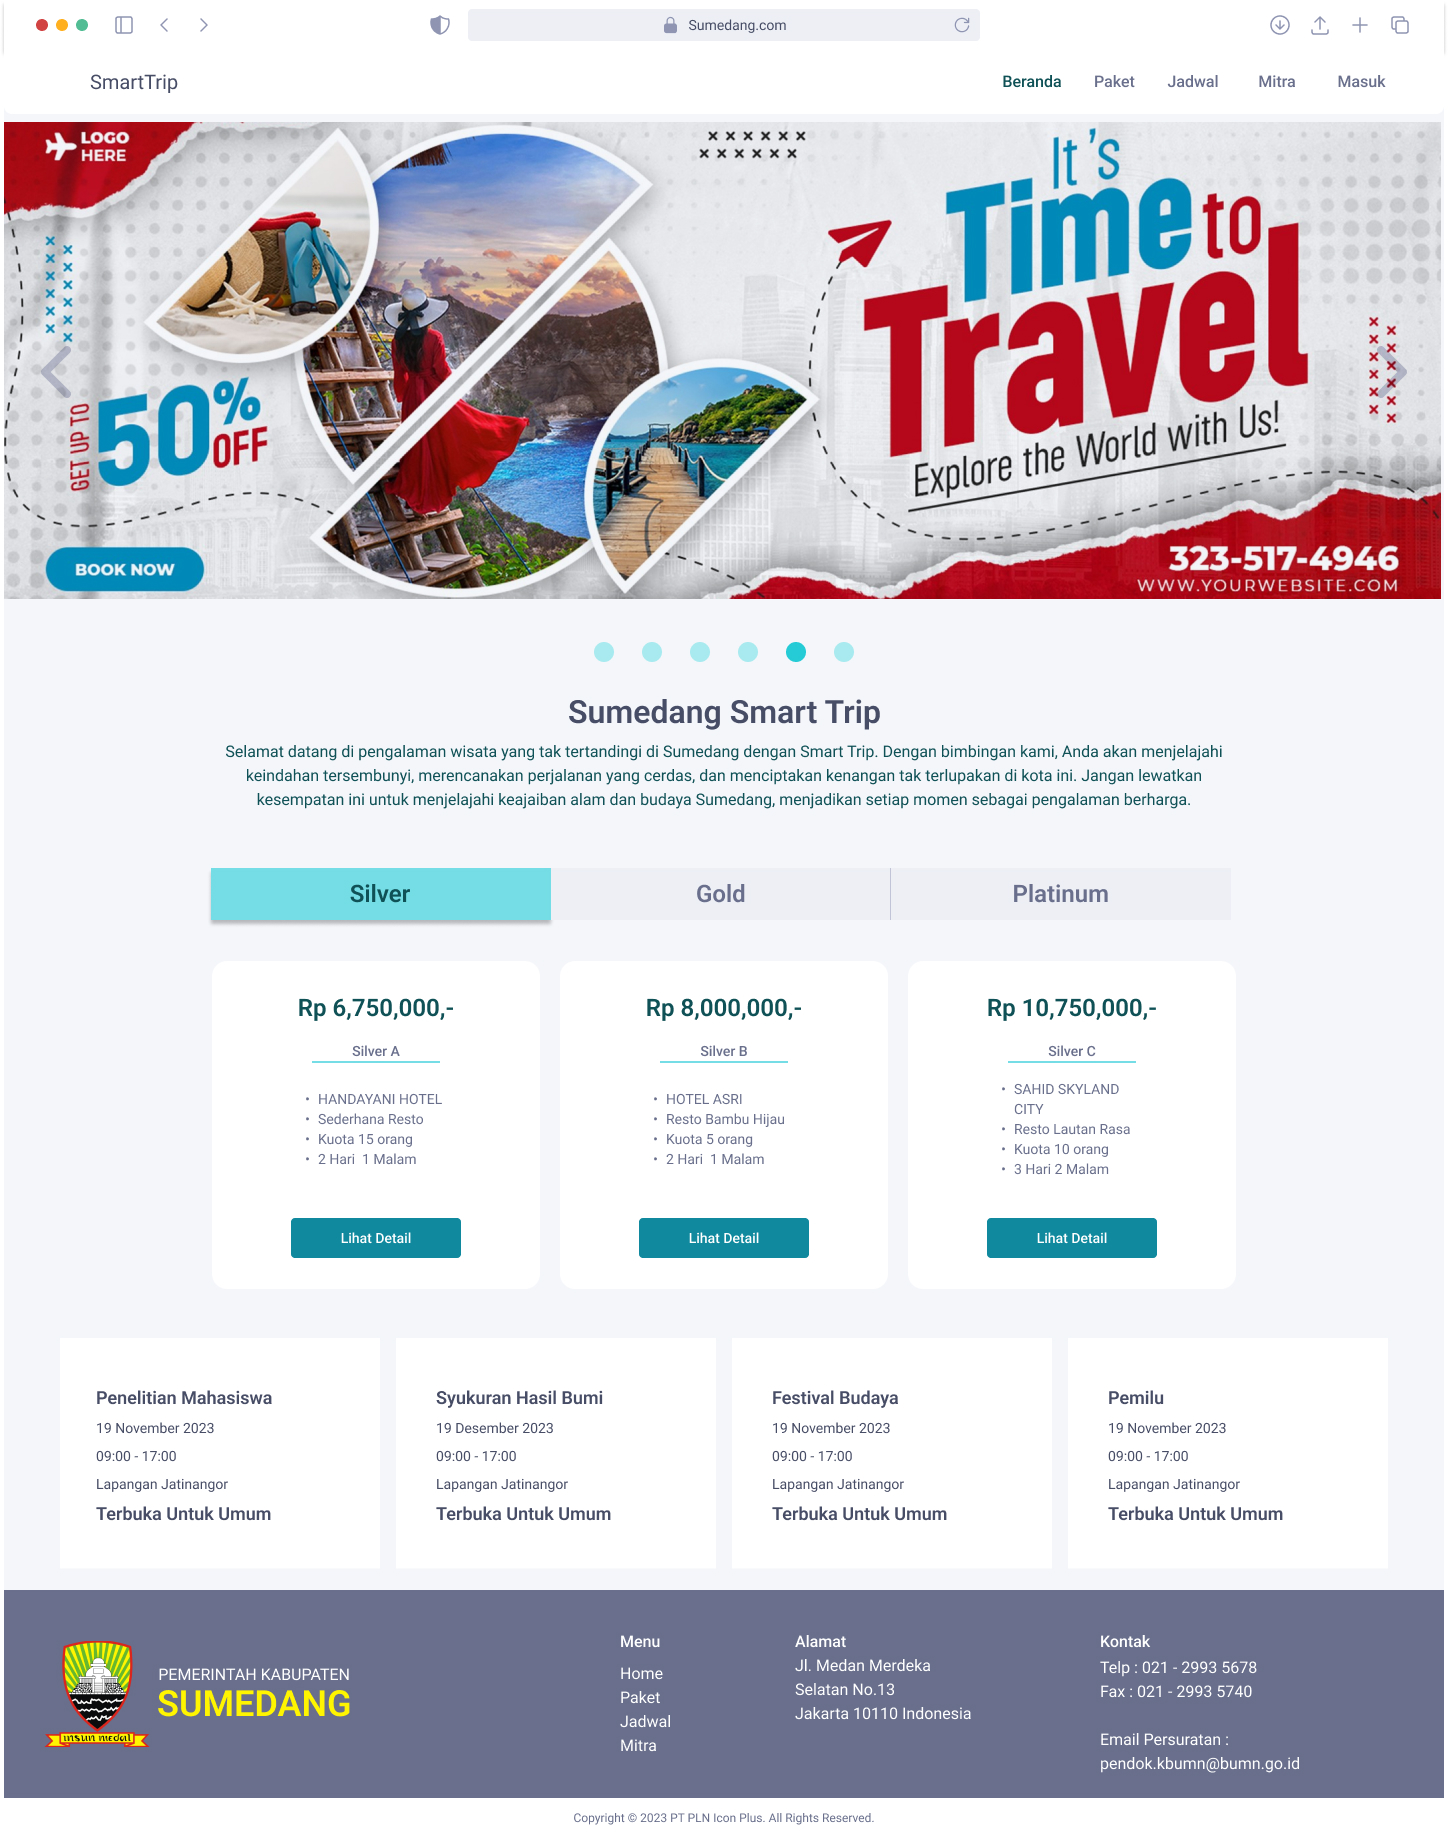 Sumedang.com
SmartTrip
Beranda
Paket
Jadwal
Mitra
Masuk
LOGO
HERE
It's
Time to
Travel
Explore the World with Us!
GET UP TO
50% OFF
BOOK NOW
323-517-4946
WWW.YOURWEBSITE.COM
Sumedang Smart Trip
Selamat datang di pengalaman wisata yang tak tertandingi di Sumedang dengan Smart Trip. Dengan bimbingan kami, Anda akan menjelajahi
keindahan tersembunyi, merencanakan perjalanan yang cerdas, dan menciptakan kenangan tak terlupakan di kota ini. Jangan lewatkan
kesempatan ini untuk menjelajahi keajaiban alam dan budaya Sumedang, menjadikan setiap momen sebagai pengalaman berharga.
Silver
Gold
Platinum
Rp 6,750,000,-
Silver A
• HANDAYANI HOTEL
• Sederhana Resto
• Kuota 15 orang
• 2 Hari  1 Malam
Lihat Detail
Rp 8,000,000,-
Silver B
• HOTEL ASRI
• Resto Bambu Hijau
• Kuota 5 orang
• 2 Hari  1 Malam
Lihat Detail
Rp 10,750,000,-
Silver C
• SAHID SKYLAND
CITY
• Resto Lautan Rasa
• Kuota 10 orang
• 3 Hari 2 Malam
Lihat Detail
Penelitian Mahasiswa
19 November 2023
09:00 - 17:00
Lapangan Jatinangor
Terbuka Untuk Umum
Syukuran Hasil Bumi
19 Desember 2023
09:00 - 17:00
Lapangan Jatinangor
Terbuka Untuk Umum
Festival Budaya
19 November 2023
09:00 - 17:00
Lapangan Jatinangor
Terbuka Untuk Umum
Pemilu
19 November 2023
09:00 - 17:00
Lapangan Jatinangor
Terbuka Untuk Umum
insun medal
PEMERINTAH KABUPATEN
SUMEDANG
Menu
Home
Paket
Jadwal
Mitra
Alamat
Jl. Medan Merdeka
Selatan No.13
Jakarta 10110 Indonesia
Kontak
Telp : 021 - 2993 5678
Fax : 021 - 2993 5740
Email Persuratan :
pendok.kbumn@bumn.go.id
Copyright © 2023 PT PLN Icon Plus. All Rights Reserved.